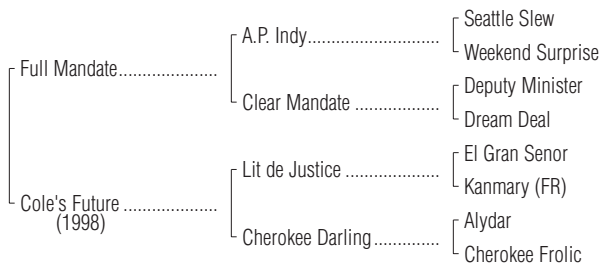 Seattle Slew
A.P. Indy
Weekend Surprise
Full Mandate
Deputy Minister
Clear Mandate
Dream Deal
El Gran Senor
Lit de Justice
Kanmary (FR)
Cole's Future
(1998)
Alydar
Cherokee Darling
Cherokee Frolic